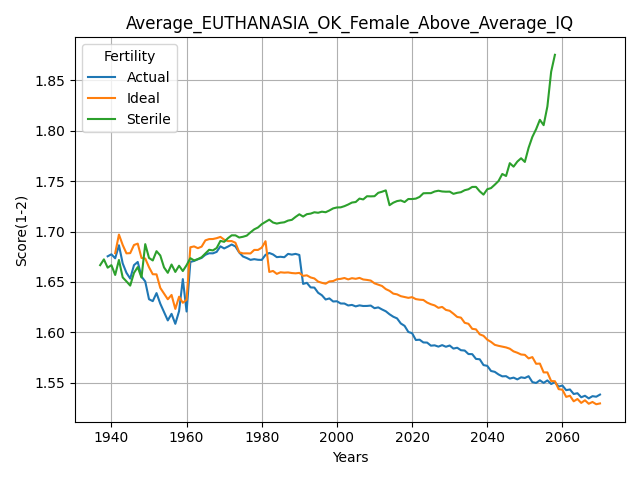 Average_EUTHANASIA_OK_Female_Above_Average_IQ
Fertility
Actual
Ideal
Sterile
Score(1-2)
1.85
1.80
1.75
1.70
1.65
1.60
1.55
1940
1960
1980
2000
2020
2040
2060
Years